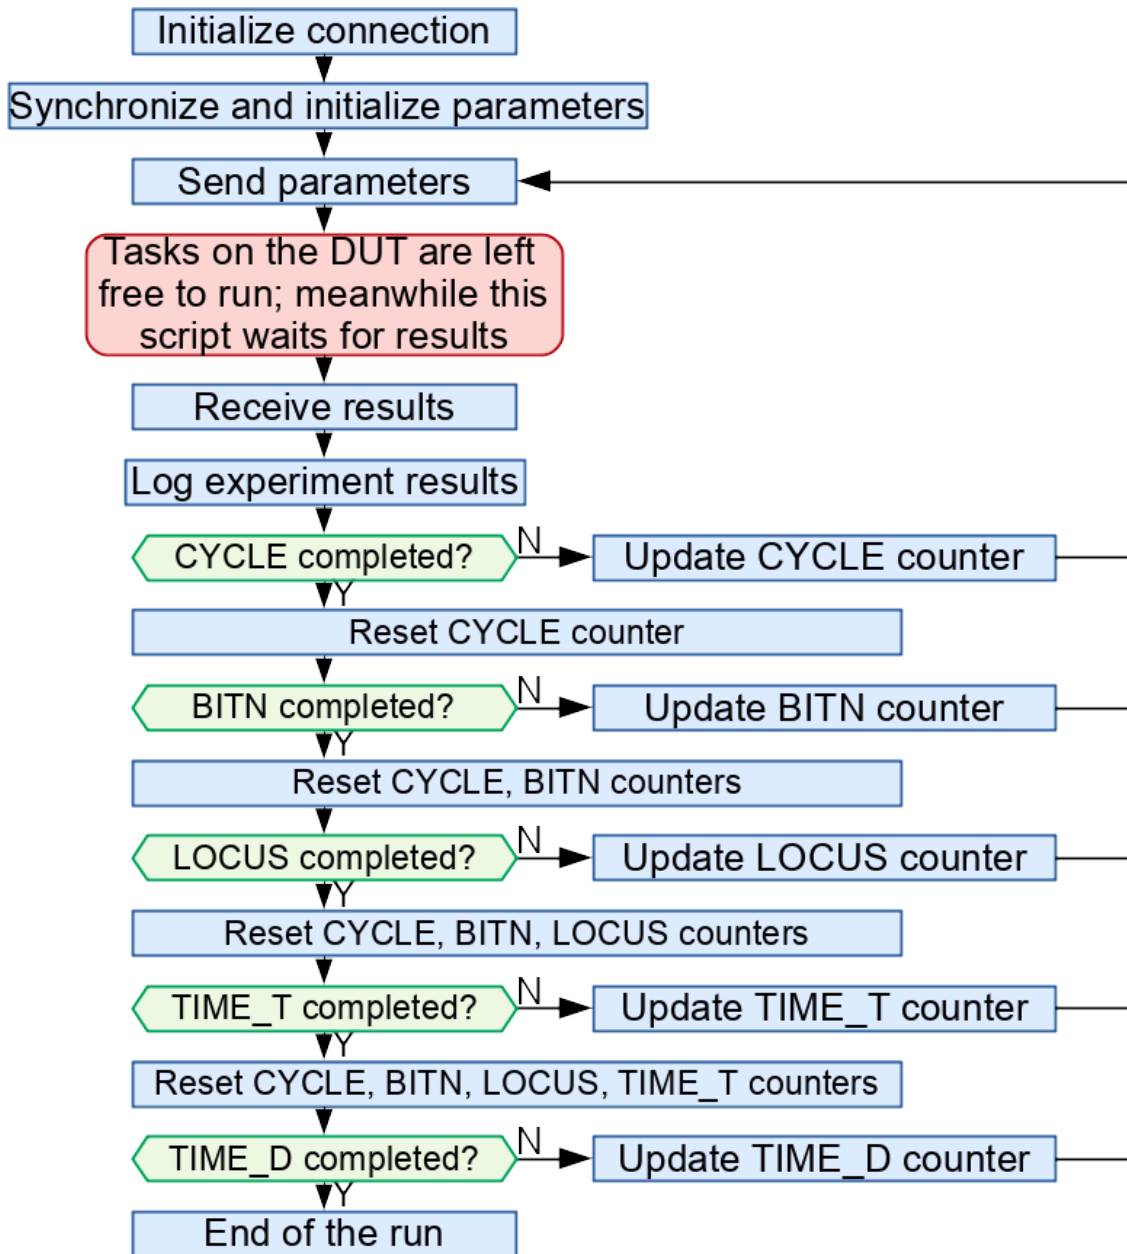 Initialize connection
Synchronize and initialize parameters
Send parameters
Tasks on the DUT are left
free to run; meanwhile this
script waits for results
Receive results
Log experiment results
CYCLE completed?
N
Update CYCLE counter
Y
Reset CYCLE counter
BITN completed?
N
Update BITN counter
Y
Reset CYCLE, BITN counters
LOCUS completed?
N
Update LOCUS counter
Y
Reset CYCLE, BITN, LOCUS counters
TIME_T completed?
N
Update TIME_T counter
Y
Reset CYCLE, BITN, LOCUS, TIME_T counters
TIME_D completed?
N
Update TIME_D counter
Y
End of the run